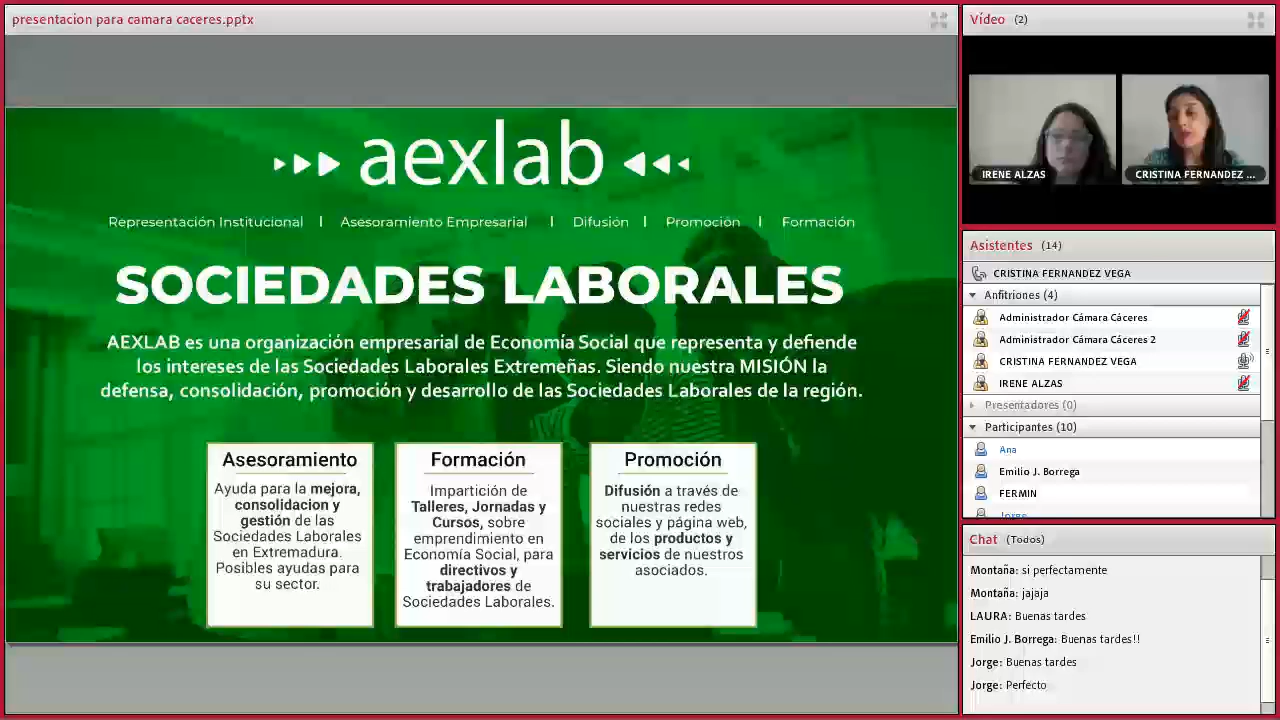 presentacion para camara caceres.pptx
aexlab
Representación Institucional | Asesoramiento Empresarial | Difusión | Promoción | Formación
SOCIEDADES LABORALES
AEXLAB es una organización empresarial de Economía Social que representa y defiende
los intereses de las Sociedades Laborales Extremeñas. Siendo nuestra MISIÓN la
defensa, consolidación, promoción y desarrollo de las Sociedades Laborales de la región.
Asesoramiento
Ayuda para la mejora,
consolidacion y
gestión de las
Sociedades Laborales
en Extremadura.
Posibles ayudas para
su sector.
Formación
Impartición de
Talleres, Jornadas y
Cursos, sobre
emprendimiento en
Economía Social, para
directivos y
trabajadores de
Sociedades Laborales.
Promoción
Difusión a través de
nuestras redes
sociales y página web,
de los productos y
servicios de nuestros
asociados.
Vídeo (2)
IRENE ALZAS
CRISTINA FERNANDEZ ...
Asistentes (14)
CRISTINA FERNANDEZ VEGA
Anfitriones (4)
Administrador Cámara Cáceres
Administrador Cámara Cáceres 2
CRISTINA FERNANDEZ VEGA
IRENE ALZAS
Presentadores (0)
Participantes (10)
Ana
Emilio J. Borrega
FERMIN
Jorge
Chat (Todos)
Montaña: si perfectamente
Montaña: jajaja
LAURA: Buenas tardes
Emilio J. Borrega: Buenas tardes!!
Jorge: Buenas tardes
Jorge: Perfecto